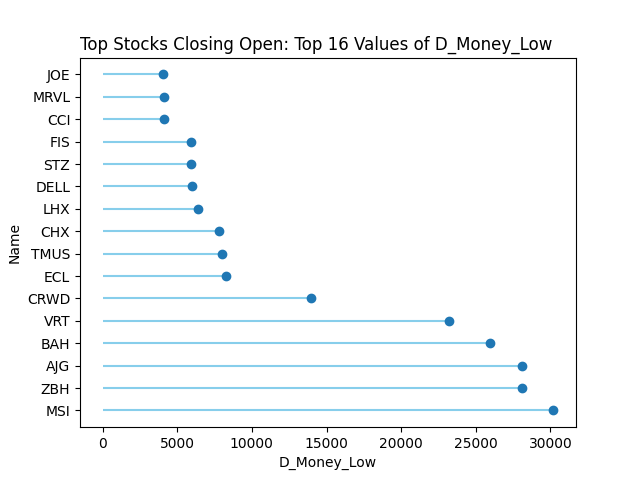 Top Stocks Closing Open: Top 16 Values of D_Money_Low
JOE
MRVL
CCI
FIS
STZ
DELL
LHX
CHX
TMUS
ECL
CRWD
VRT
BAH
AJG
ZBH
MSI
Name
0 5000 10000 15000 20000 25000 30000
D_Money_Low